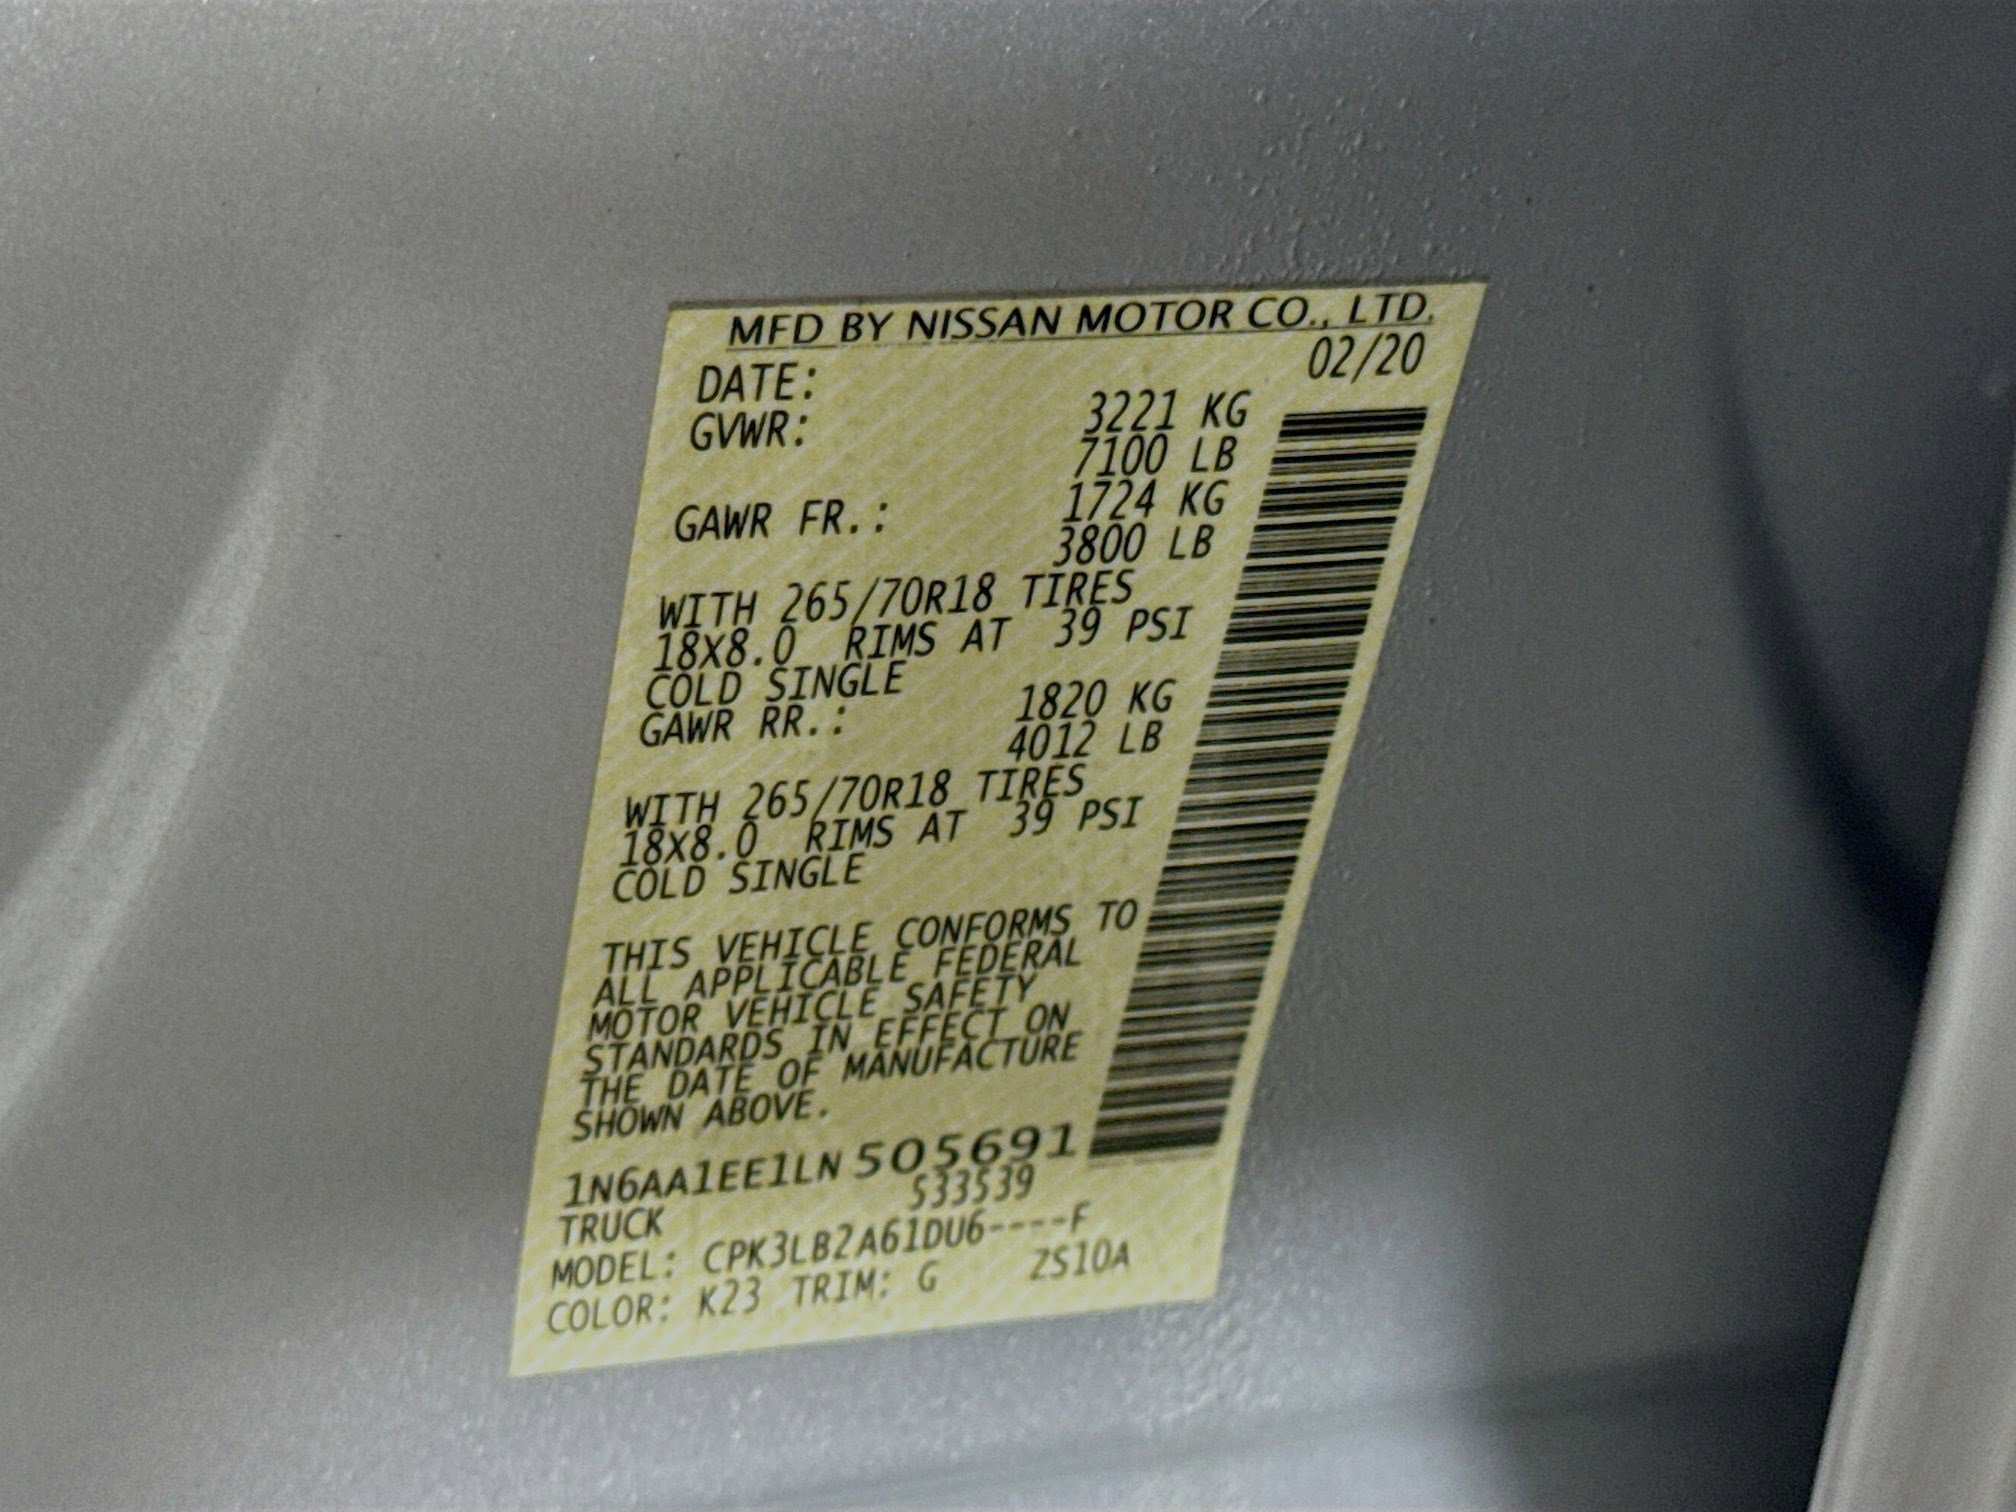 MFD BY NISSAN MOTOR CO., LTD.
DATE: 02/20
GVWR: 3221 KG
7100 LB
GAWR FR.: 1724 KG
3800 LB
WITH 265/70R18 TIRES
18X8.0 RIMS AT 39 PSI
COLD SINGLE
GAWR RR.: 1820 KG
4012 LB
WITH 265/70R18 TIRES
18X8.0 RIMS AT 39 PSI
COLD SINGLE
THIS VEHICLE CONFORMS TO
ALL APPLICABLE FEDERAL
MOTOR VEHICLE SAFETY
STANDARDS IN EFFECT ON
THE DATE OF MANUFACTURE
SHOWN ABOVE.
1N6AA1EE1LN505691
533539
TRUCK
MODEL: CPK3LB2A61DU6----F
COLOR: K23 TRIM: G ZS10A